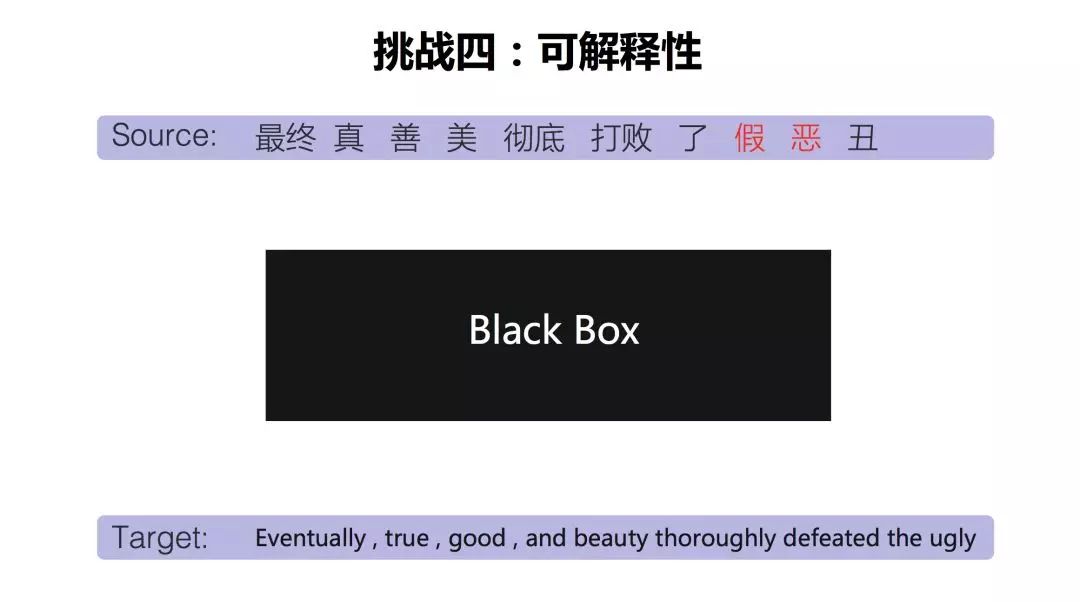 挑战四：可解释性
Source: 最终 真 善 美 彻底 打败 了 假 恶 丑
Black Box
Target: Eventually , true , good , and beauty thoroughly defeated the ugly